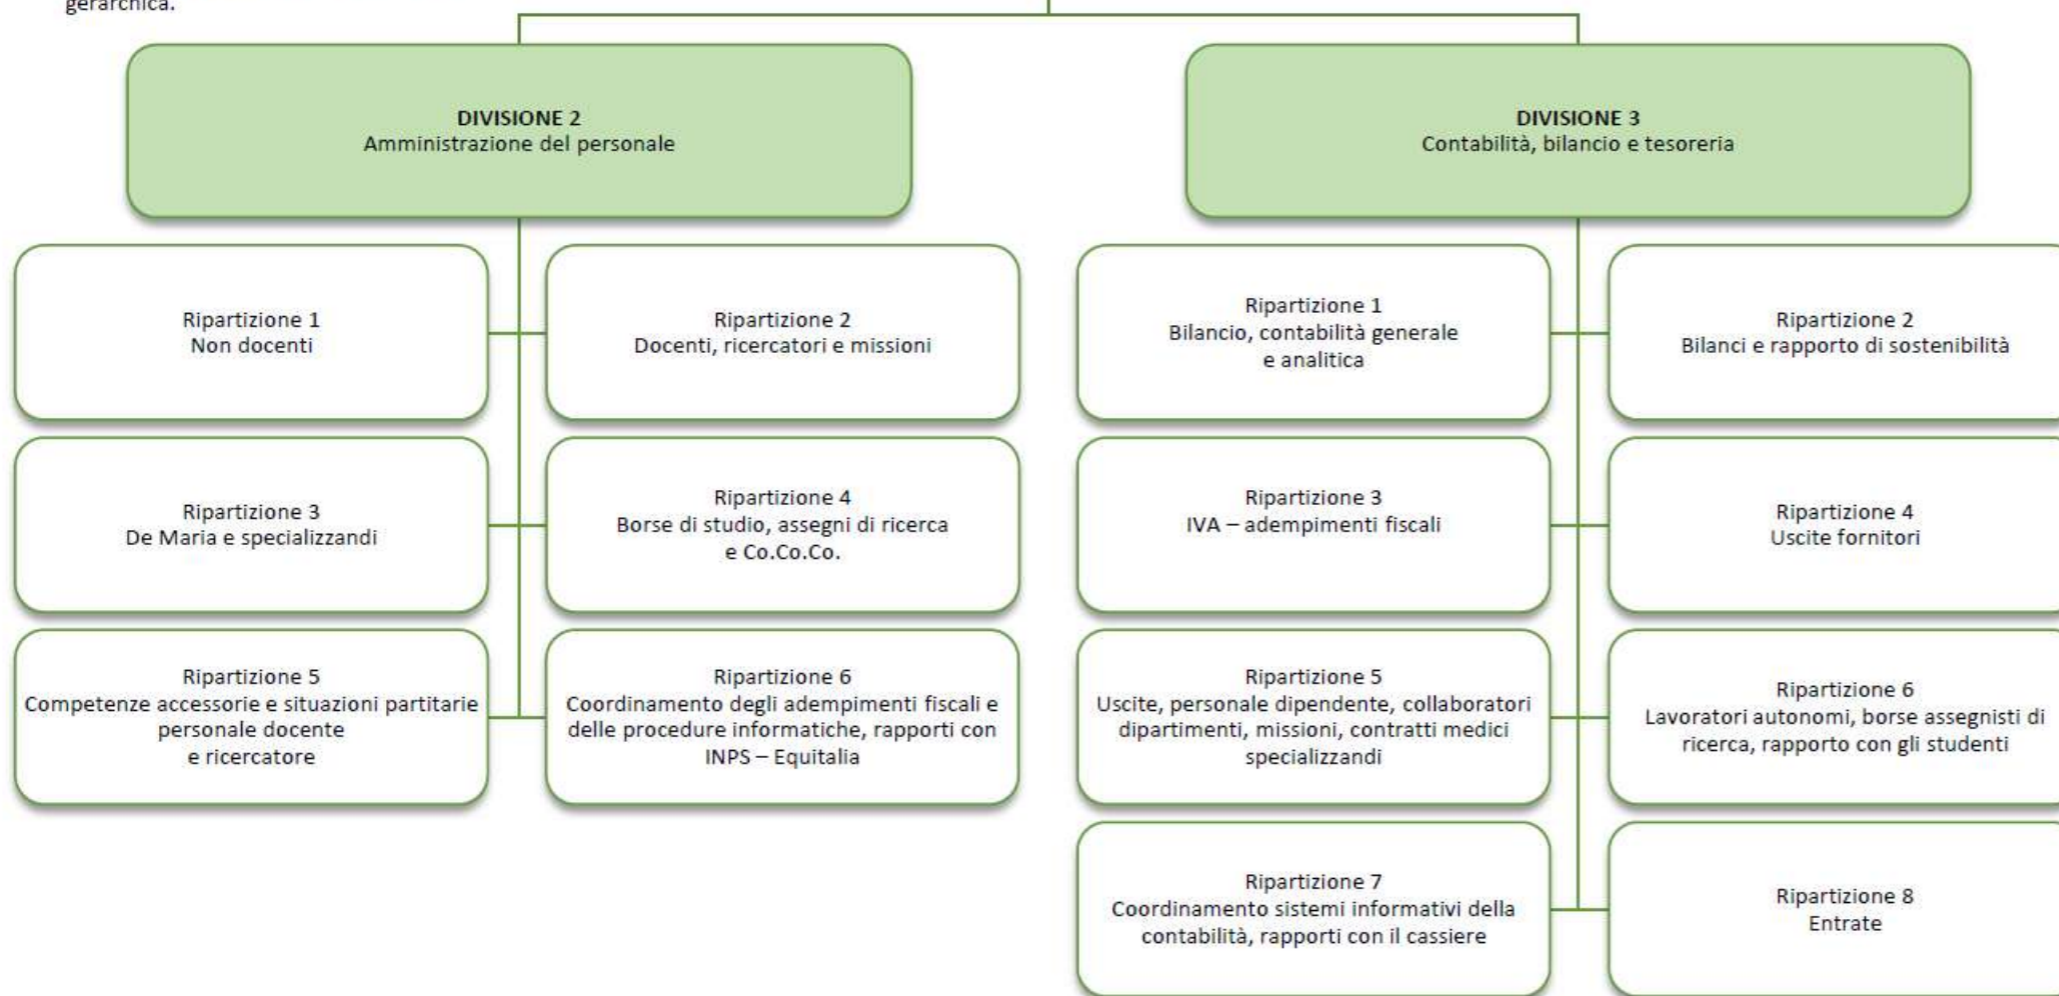 gerarchica.
DIVISIONE 2
Amministrazione del personale
DIVISIONE 3
Contabilità, bilancio e tesoreria
Ripartizione 1
Non docenti
Ripartizione 2
Docenti, ricercatori e missioni
Ripartizione 1
Bilancio, contabilità generale
e analitica
Ripartizione 2
Bilanci e rapporto di sostenibilità
Ripartizione 3
De Maria e specializzandi
Ripartizione 4
Borse di studio, assegni di ricerca
e Co.Co.Co.
Ripartizione 3
IVA – adempimenti fiscali
Ripartizione 4
Uscite fornitori
Ripartizione 5
Competenze accessorie e situazioni partitarie
personale docente
e ricercatore
Ripartizione 6
Coordinamento degli adempimenti fiscali e
delle procedure informatiche, rapporti con
INPS – Equitalia
Ripartizione 5
Uscite, personale dipendente, collaboratori
dipartimenti, missioni, contratti medici
specializzandi
Ripartizione 6
Lavoratori autonomi, borse assegnisti di
ricerca, rapporto con gli studenti
Ripartizione 7
Coordinamento sistemi informativi della
contabilità, rapporti con il cassiere
Ripartizione 8
Entrate